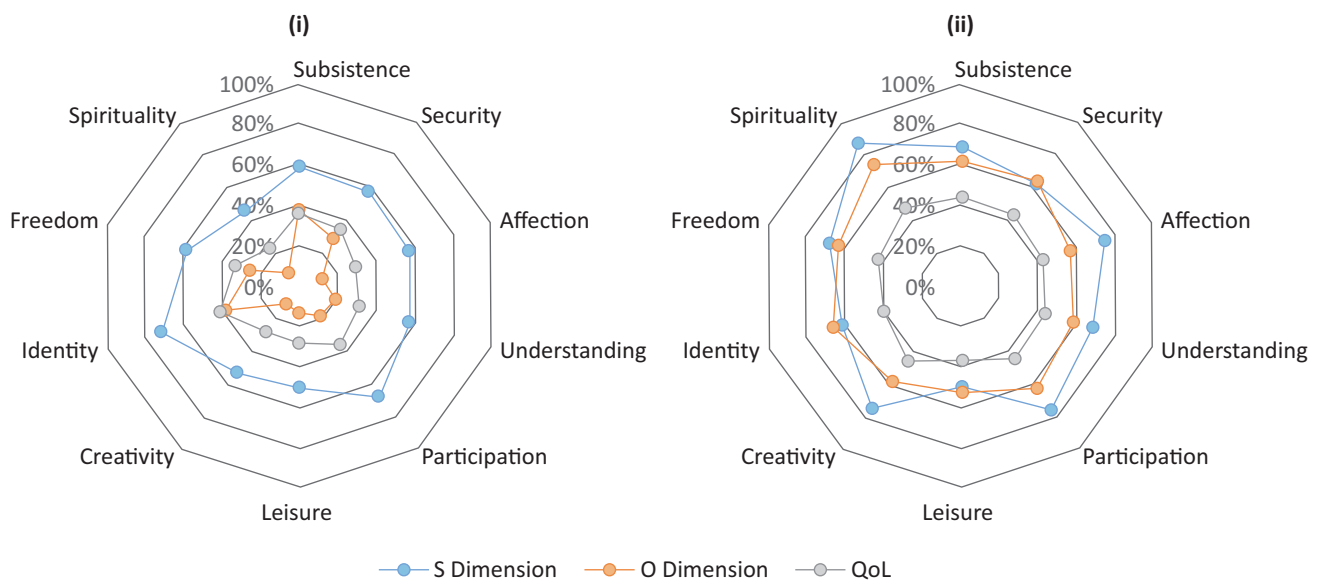 (i)
Subsistence
100%
Spirituality
Security
80%
60%
Freedom
40%
Affection
20%
0%
Identity
Understanding
Creativity
Participation
Leisure
(ii)
Subsistence
100%
Spirituality
Security
80%
60%
Freedom
40%
Affection
20%
0%
Identity
Understanding
Creativity
Participation
Leisure
S Dimension O Dimension QoL